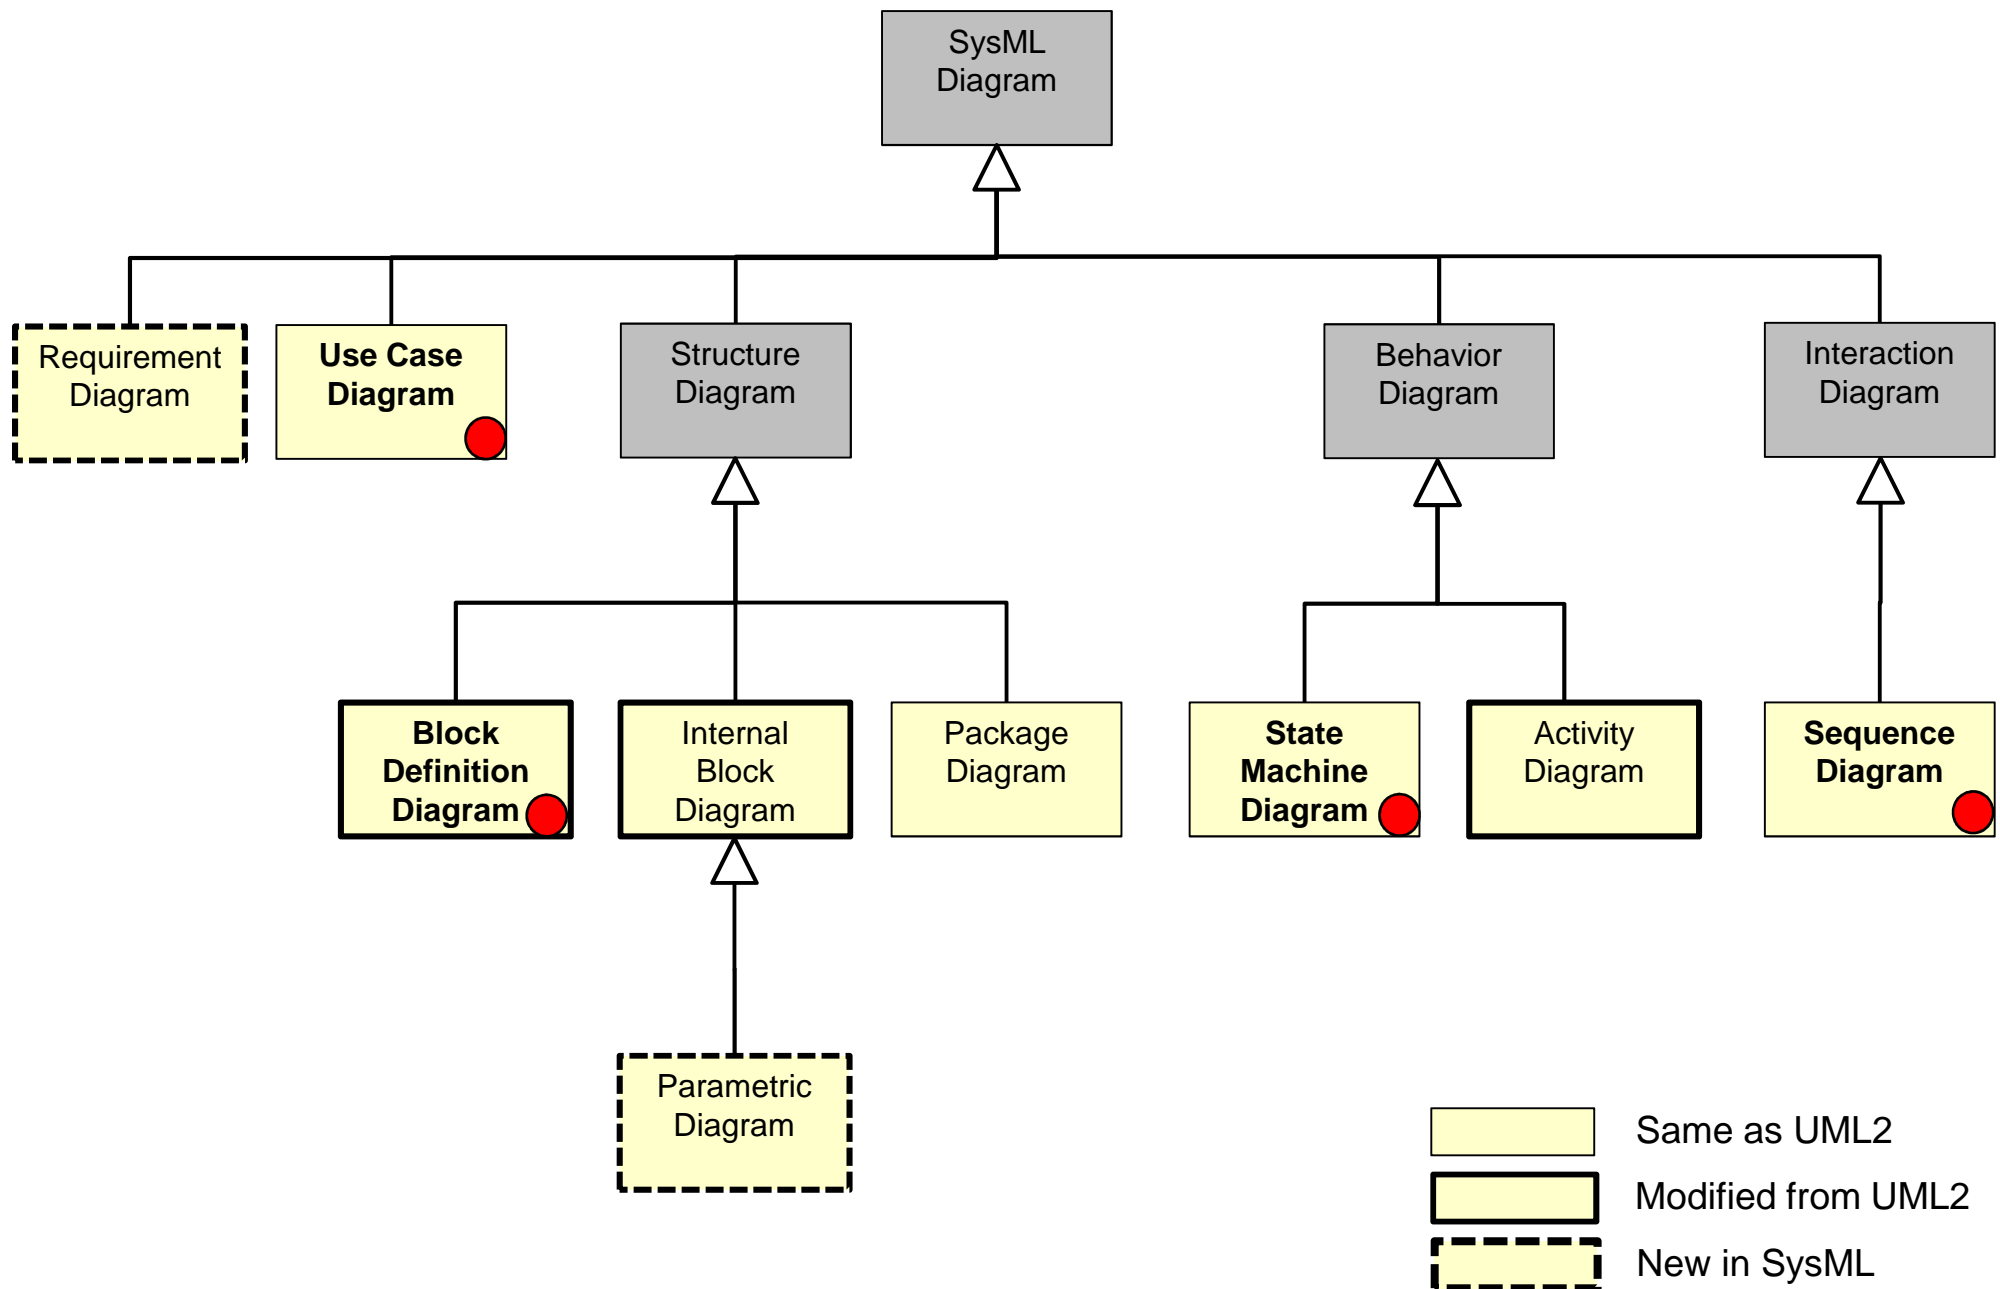 SysML
Diagram
Requirement
Diagram
Use Case
Diagram
Structure
Diagram
Behavior
Diagram
Interaction
Diagram
Block
Definition
Diagram
Internal
Block
Diagram
Package
Diagram
State
Machine
Diagram
Activity
Diagram
Sequence
Diagram
Parametric
Diagram
Same as UML2
Modified from UML2
New in SysML